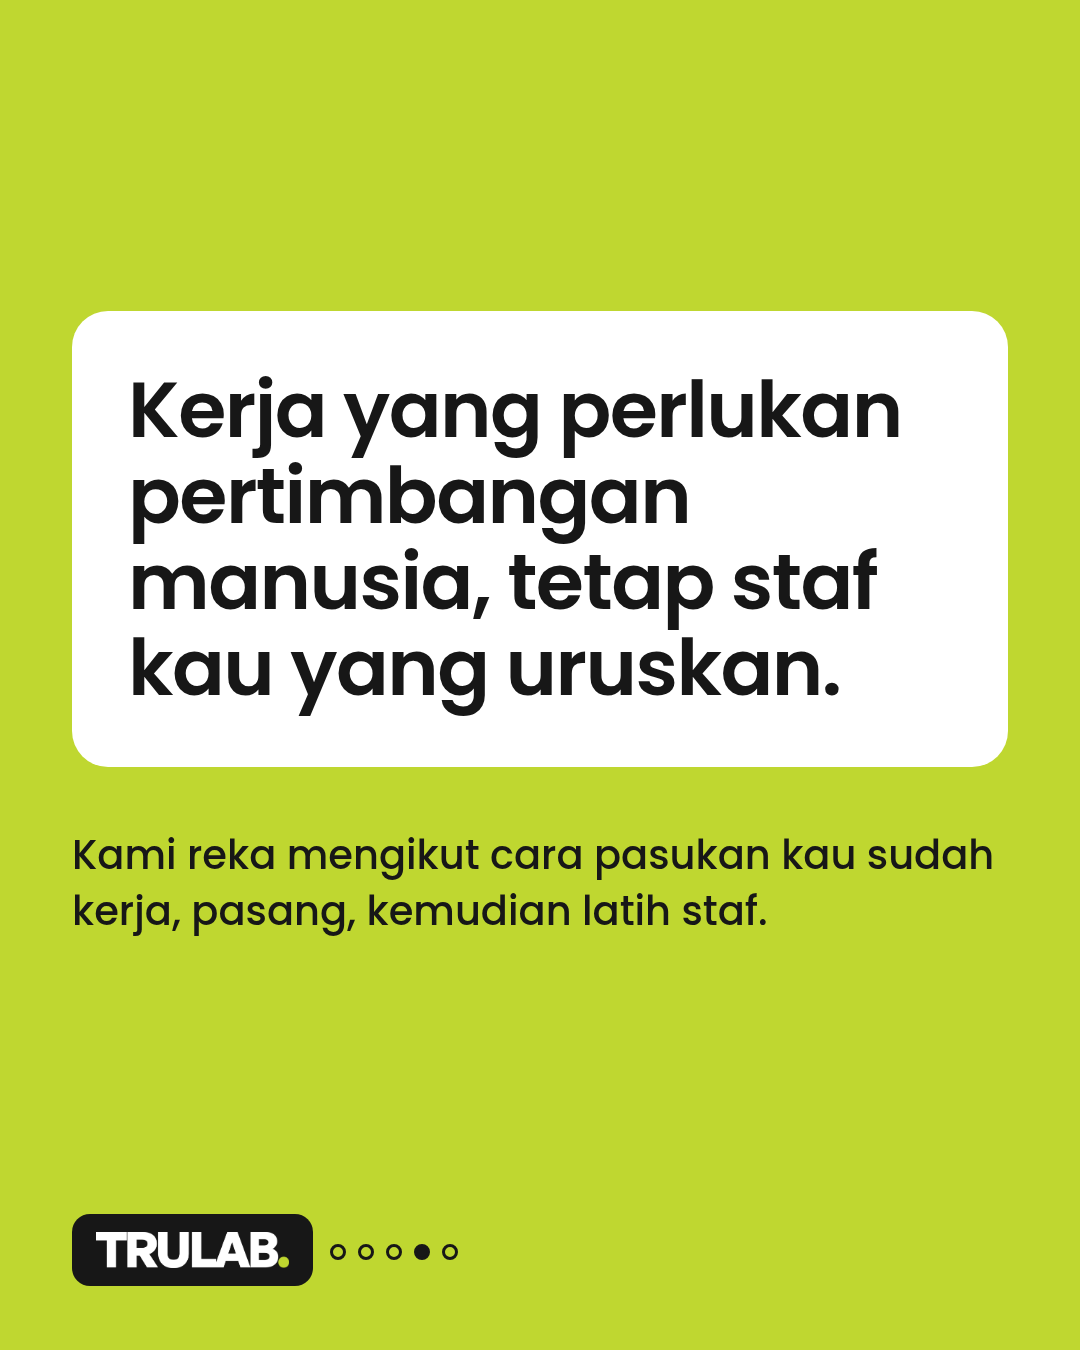 Kerja yang perlukan
pertimbangan
manusia, tetap staf
kau yang uruskan.
Kami reka mengikut cara pasukan kau sudah
kerja, pasang, kemudian latih staf.
TRULAB.